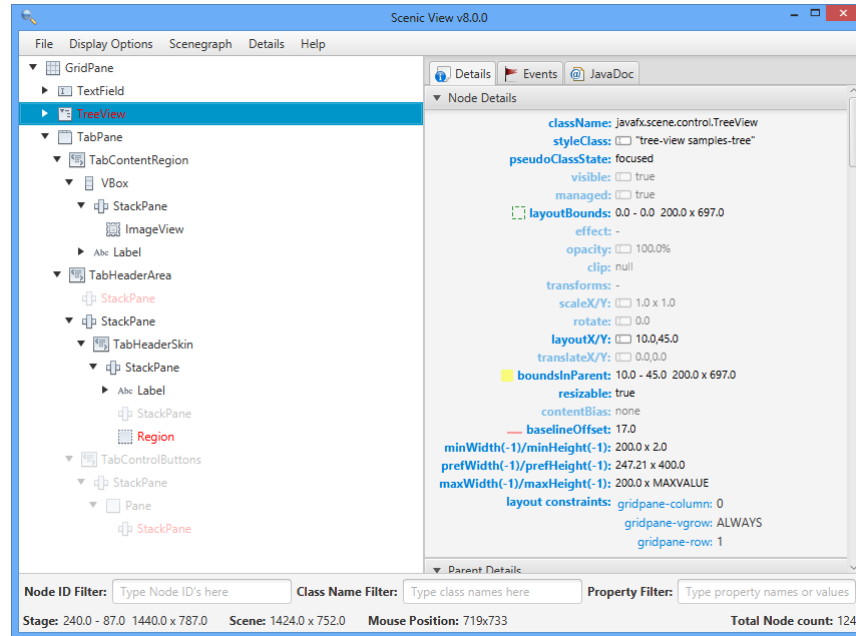 Scenic View v8.0.0
File Display Options Scenegraph Details Help
GridPane
TextField
TreeView
TabPane
TabContentRegion
VBox
StackPane
ImageView
Abc Label
TabHeaderArea
StackPane
StackPane
TabHeaderSkin
StackPane
Abc Label
StackPane
Region
TabControlButtons
StackPane
Pane
StackPane
Details Events JavaDoc
Node Details
className: javafx.scene.control.TreeView
styleClass: "tree-view samples-tree"
pseudoClassState: focused
visible: true
managed: true
layoutBounds: 0.0 - 0.0 200.0 x 697.0
effect: -
opacity: 100.0%
clip: null
transforms: -
scaleX/Y: 1.0 x 1.0
rotate: 0.0
layoutX/Y: 10.0,45.0
translateX/Y: 0.0,0.0
boundsInParent: 10.0 - 45.0 200.0 x 697.0
resizable: true
contentBias: none
baselineOffset: 17.0
minWidth(-1)/minHeight(-1): 200.0 x 2.0
prefWidth(-1)/prefHeight(-1): 247.21 x 400.0
maxWidth(-1)/maxHeight(-1): 200.0 x MAXVALUE
layout constraints: gridpane-column: 0
gridpane-vgrow: ALWAYS
gridpane-row: 1
Parent Details
Node ID Filter: Type Node ID's here Class Name Filter: Type class names here Property Filter: Type property names or values
Stage: 240.0 - 87.0 1440.0 x 787.0 Scene: 1424.0 x 752.0 Mouse Position: 719x733 Total Node count: 124